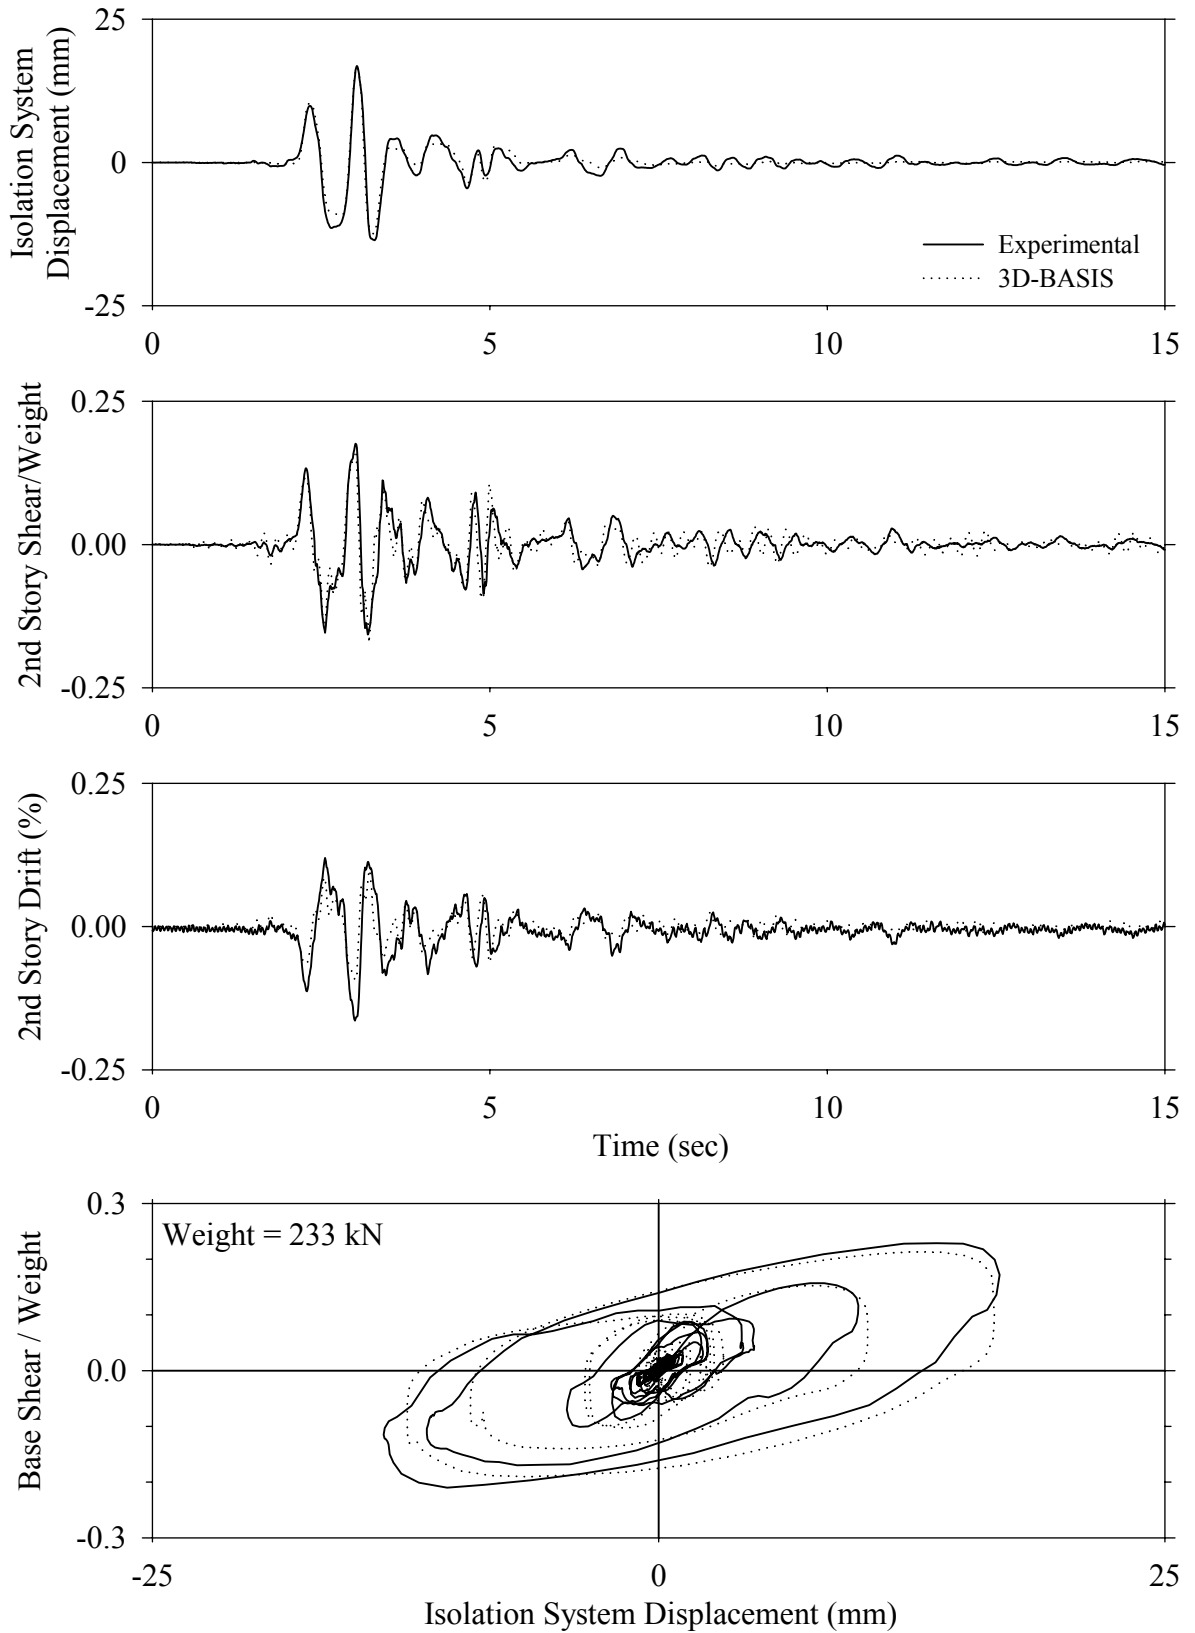 Isolation System
Displacement (mm)
25
0
-25
Experimental
3D-BASIS
0 5 10 15
2nd Story Shear/Weight
0.25
0.00
-0.25
0 5 10 15
2nd Story Drift (%)
0.25
0.00
-0.25
0 5 10 15
Time (sec)
Base Shear / Weight
0.3
0.0
-0.3
Weight = 233 kN
-25 0 25
Isolation System Displacement (mm)